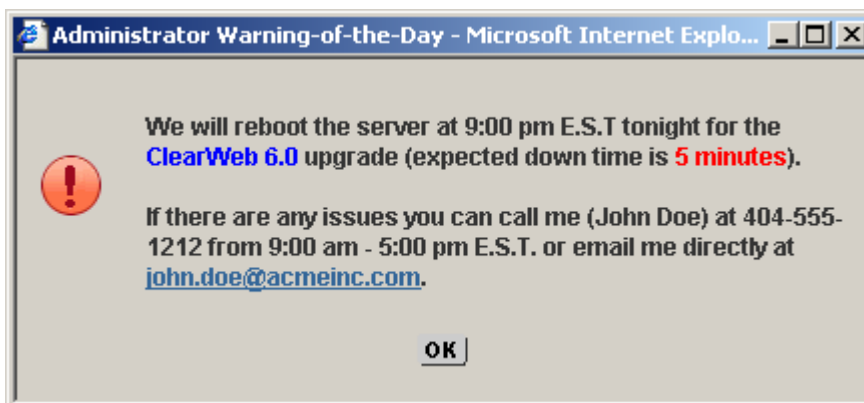 Administrator Warning-of-the-Day - Microsoft Internet Explo...
We will reboot the server at 9:00 pm E.S.T tonight for the
ClearWeb 6.0 upgrade (expected down time is 5 minutes).
If there are any issues you can call me (John Doe) at 404-555-
1212 from 9:00 am - 5:00 pm E.S.T. or email me directly at
john.doe@acmeinc.com.
OK